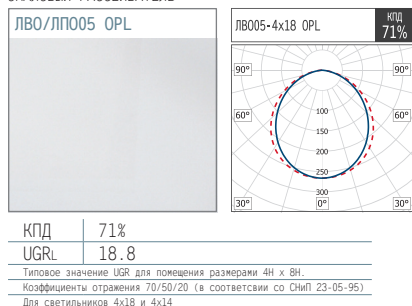 ЛВО/ЛПО05 OPL
ЛВО05-4x18 OPL
КПД
71%
90°
90°
60°
60°
100
150
200
250
300
30°
0°
30°
КПД 71%
UGRL 18.8
Типовое значение UGR для помещения размерами 4H x 8H.
Коэффициенты отражения 70/50/20 (в соответсвии со СНиП 23-05-95)
Для светильников 4x18 и 4x14